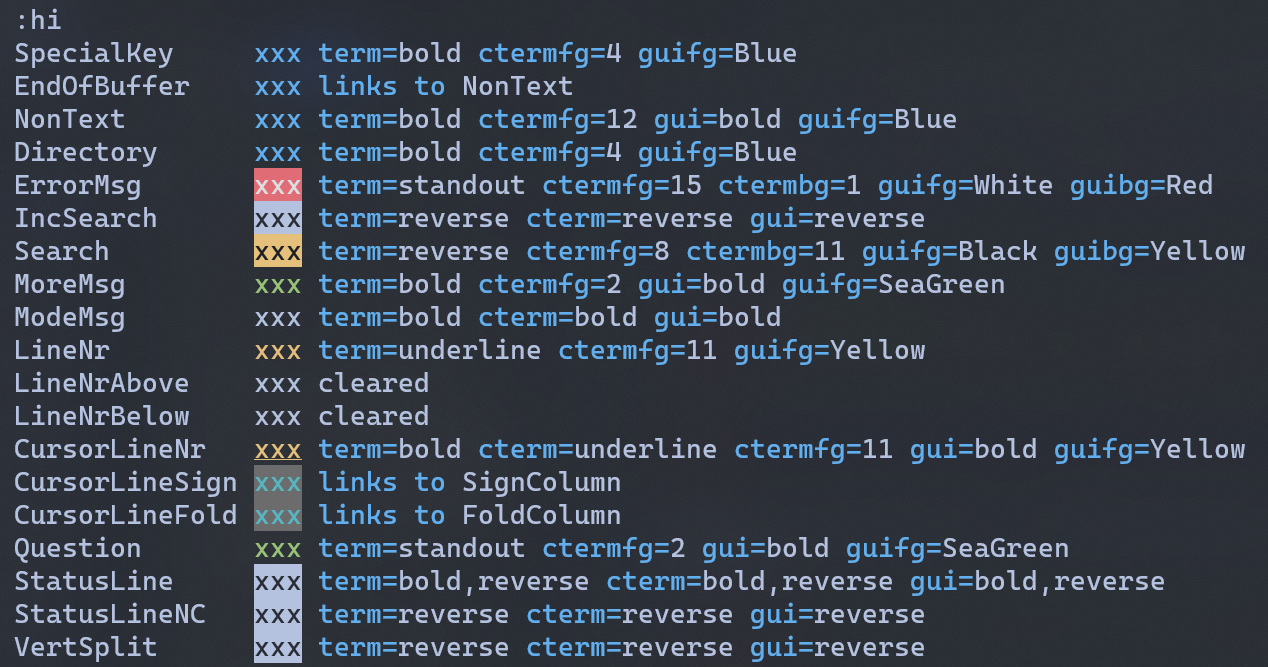 :hi
SpecialKey     xxx term=bold ctermfg=4 guifg=Blue
EndOfBuffer    xxx links to NonText
NonText        xxx term=bold ctermfg=12 gui=bold guifg=Blue
Directory      xxx term=bold ctermfg=4 guifg=Blue
ErrorMsg       xxx term=standout ctermfg=15 ctermbg=1 guifg=White guibg=Red
IncSearch      xxx term=reverse cterm=reverse gui=reverse
Search         xxx term=reverse ctermfg=8 ctermbg=11 guifg=Black guibg=Yellow
MoreMsg        xxx term=bold ctermfg=2 gui=bold guifg=SeaGreen
ModeMsg        xxx term=bold cterm=bold gui=bold
LineNr         xxx term=underline ctermfg=11 guifg=Yellow
LineNrAbove    xxx cleared
LineNrBelow    xxx cleared
CursorLineNr   xxx term=bold cterm=underline ctermfg=11 gui=bold guifg=Yellow
CursorLineSign xxx links to SignColumn
CursorLineFold xxx links to FoldColumn
Question       xxx term=standout ctermfg=2 gui=bold guifg=SeaGreen
StatusLine     xxx term=bold,reverse cterm=bold,reverse gui=bold,reverse
StatusLineNC   xxx term=reverse cterm=reverse gui=reverse
VertSplit      xxx term=reverse cterm=reverse gui=reverse